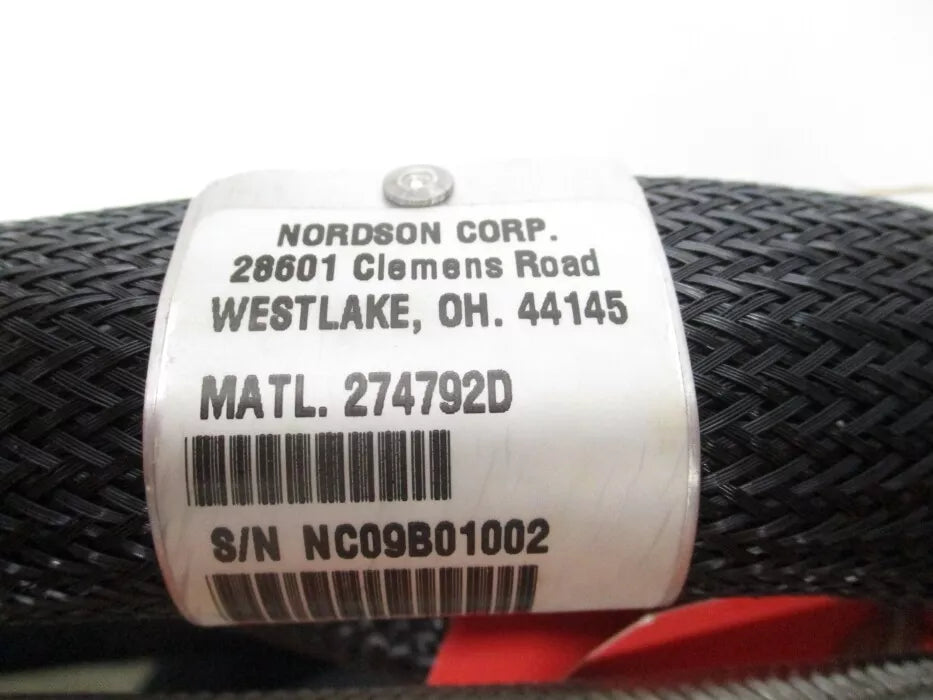 NORDSON CORP.
28601 Clemens Road
WESTLAKE, OH. 44145
MATL. 274792D
S/N NC09B01002